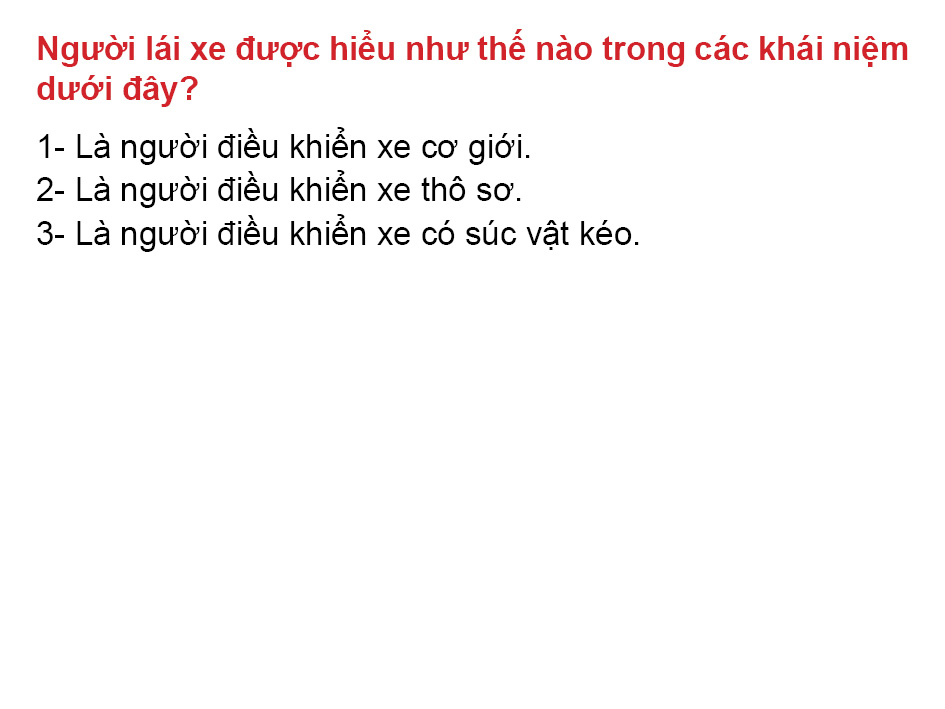 Người lái xe được hiểu như thế nào trong các khái niệm
dưới đây?
1- Là người điều khiển xe cơ giới.
2- Là người điều khiển xe thô sơ.
3- Là người điều khiển xe có súc vật kéo.